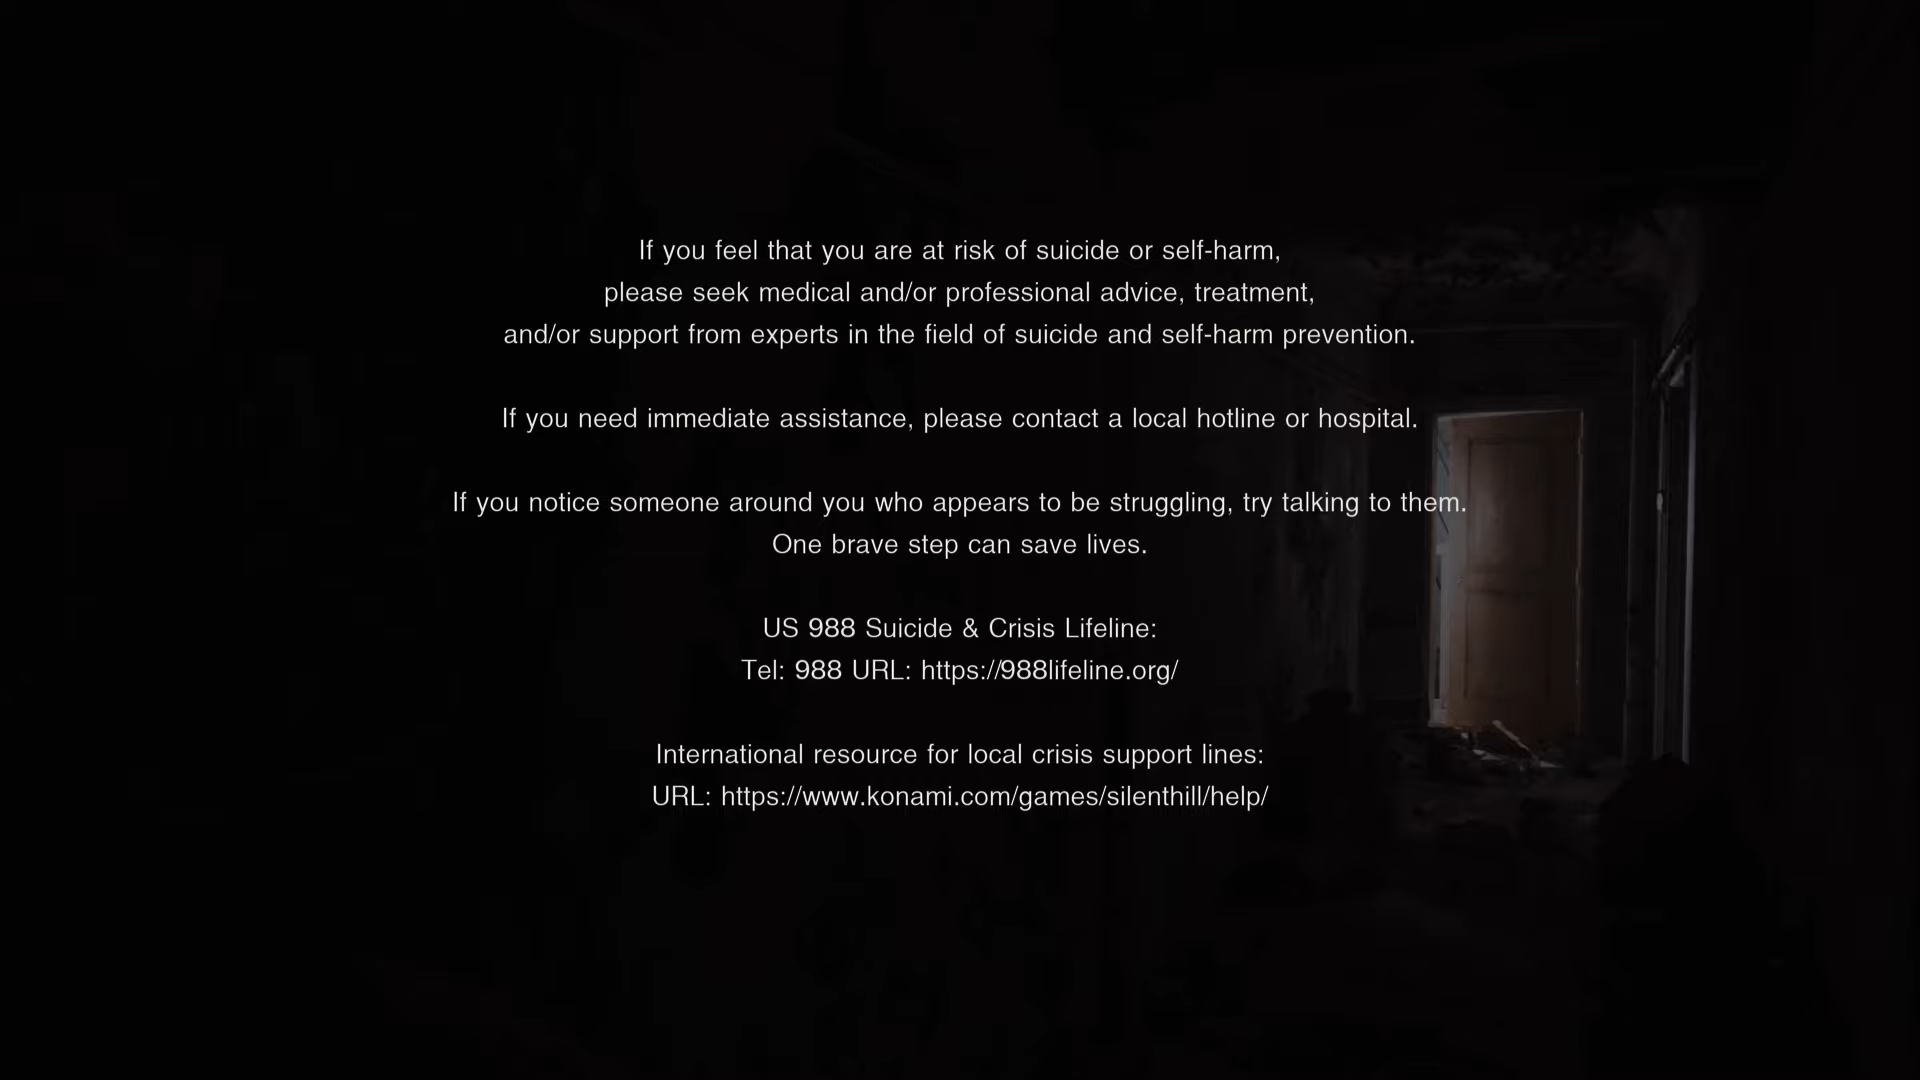 If you feel that you are at risk of suicide or self-harm,
please seek medical and/or professional advice, treatment,
and/or support from experts in the field of suicide and self-harm prevention.
If you need immediate assistance, please contact a local hotline or hospital.
If you notice someone around you who appears to be struggling, try talking to them.
One brave step can save lives.
US 988 Suicide & Crisis Lifeline:
Tel: 988 URL: https://988lifeline.org/
International resource for local crisis support lines:
URL: https://www.konami.com/games/silenthill/help/